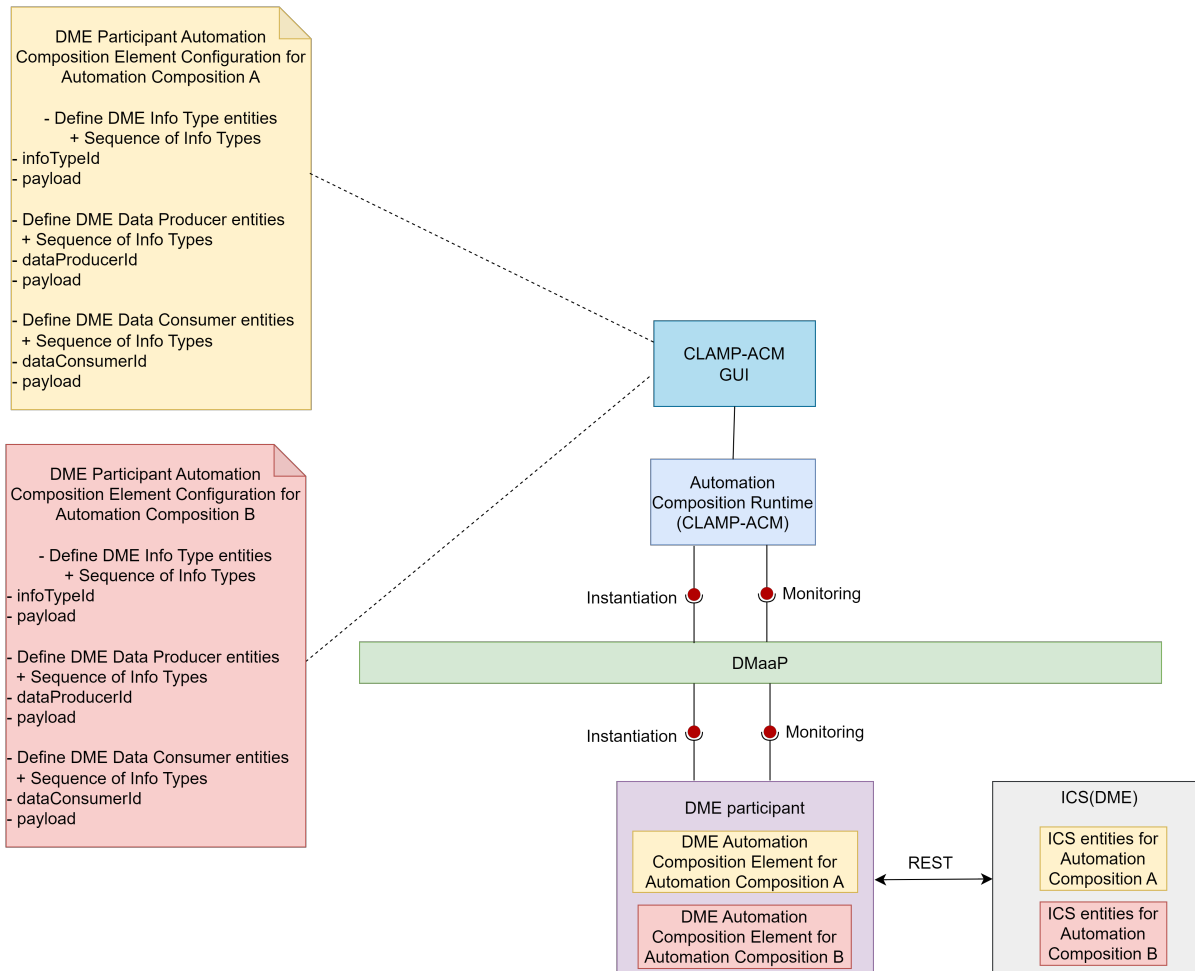 DME Participant Automation
Composition Element Configuration for
Automation Composition A
- Define DME Info Type entities
+ Sequence of Info Types
- infoTypeId
- payload
- Define DME Data Producer entities
+ Sequence of Info Types
- dataProducerId
- payload
- Define DME Data Consumer entities
+ Sequence of Info Types
- dataConsumerId
- payload
DME Participant Automation
Composition Element Configuration for
Automation Composition B
- Define DME Info Type entities
+ Sequence of Info Types
- infoTypeId
- payload
- Define DME Data Producer entities
+ Sequence of Info Types
- dataProducerId
- payload
- Define DME Data Consumer entities
+ Sequence of Info Types
- dataConsumerId
- payload
CLAMP-ACM
GUI
Automation
Composition Runtime
(CLAMP-ACM)
Instantiation
Monitoring
DMaaP
Instantiation
Monitoring
DME participant
DME Automation
Composition Element for
Automation Composition A
DME Automation
Composition Element for
Automation Composition B
REST
ICS(DME)
ICS entities for
Automation
Composition A
ICS entities for
Automation
Composition B